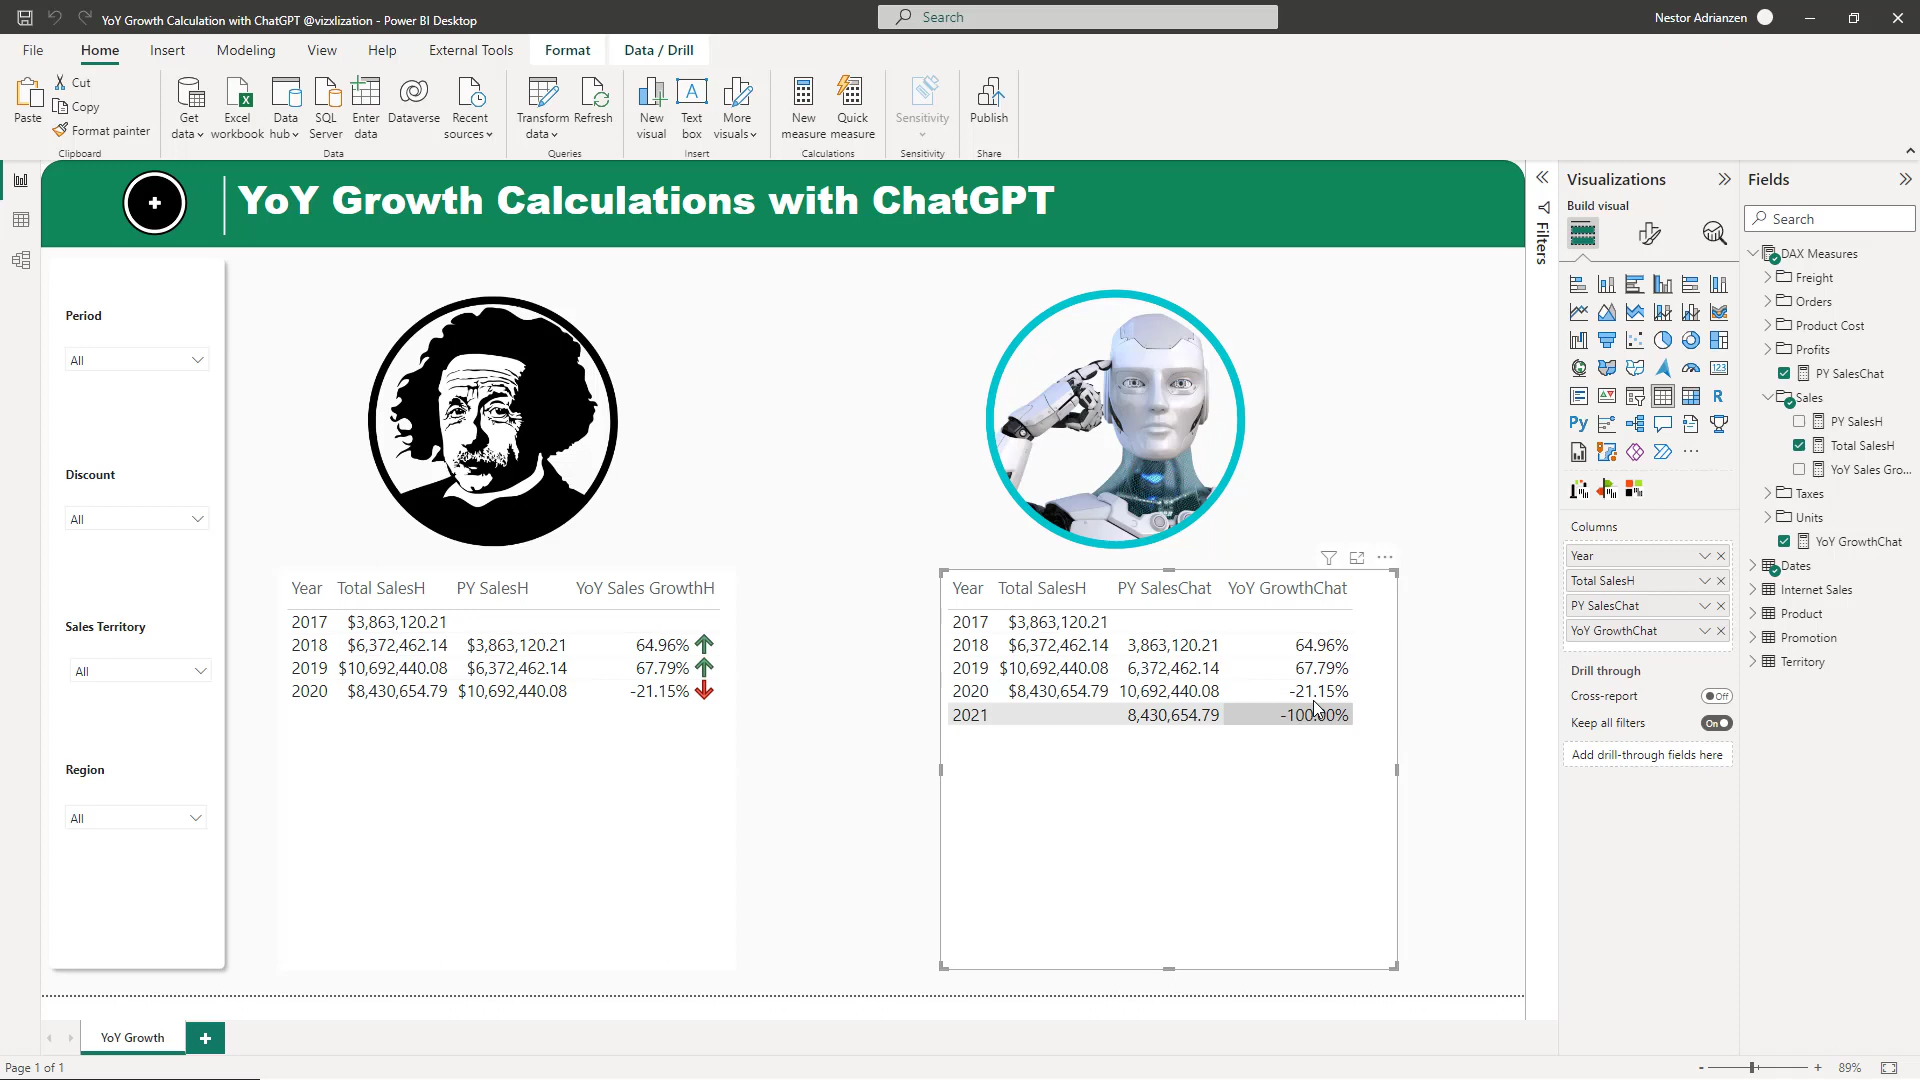 YoY Growth Calculation with ChatGPT @vizxlization - Power BI Desktop
Search
Nestor Adrianzen
File Home Insert Modeling View Help External Tools Format Data / Drill
Paste
Cut
Copy
Format painter
Clipboard
Get data
Excel workbook
Data hub
SQL Server
Enter data
Dataverse
Recent sources
Data
Transform data
Refresh
Queries
New visual
Text box
More visuals
Insert
New measure
Quick measure
Calculations
Sensitivity
Sensitivity
Publish
Share
YoY Growth Calculations with ChatGPT
Period
All
Discount
All
Sales Territory
All
Region
All
Year Total SalesH PY SalesH YoY Sales GrowthH
2017 $3,863,120.21
2018 $6,372,462.14 $3,863,120.21 64.96%
2019 $10,692,440.08 $6,372,462.14 67.79%
2020 $8,430,654.79 $10,692,440.08 -21.15%
Year Total SalesH PY SalesChat YoY GrowthChat
2017 $3,863,120.21
2018 $6,372,462.14 3,863,120.21 64.96%
2019 $10,692,440.08 6,372,462.14 67.79%
2020 $8,430,654.79 10,692,440.08 -21.15%
2021 8,430,654.79 -100.00%
Filters
Visualizations
Build visual
123
R
Py
Columns
Year
Total SalesH
PY SalesChat
YoY GrowthChat
Drill through
Cross-report Off
Keep all filters On
Add drill-through fields here
Fields
Search
DAX Measures
Freight
Orders
Product Cost
Profits
PY SalesChat
Sales
PY SalesH
Total SalesH
YoY Sales Gro...
Taxes
Units
YoY GrowthChat
Dates
Internet Sales
Product
Promotion
Territory
YoY Growth
Page 1 of 1
89%